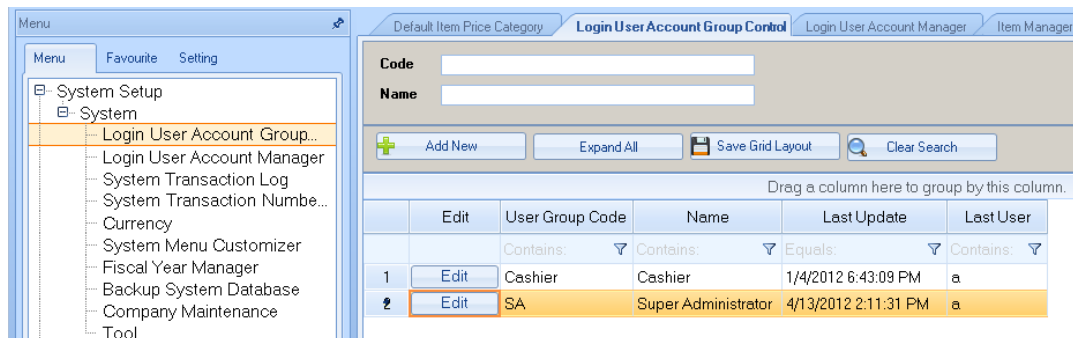 Menu
Menu Favourite Setting
System Setup
System
Login User Account Group...
Login User Account Manager
System Transaction Log
System Transaction Numbe...
Currency
System Menu Customizer
Fiscal Year Manager
Backup System Database
Company Maintenance
Tool
Default Item Price Category Login User Account Group Control Login User Account Manager Item Manager
Code
Name
Add New Expand All Save Grid Layout Clear Search
Drag a column here to group by this column.
Edit User Group Code Name Last Update Last User
Contains: Contains: Equals: Contains:
1 Edit Cashier Cashier 1/4/2012 6:43:09 PM a
2 Edit SA Super Administrator 4/13/2012 2:11:31 PM a